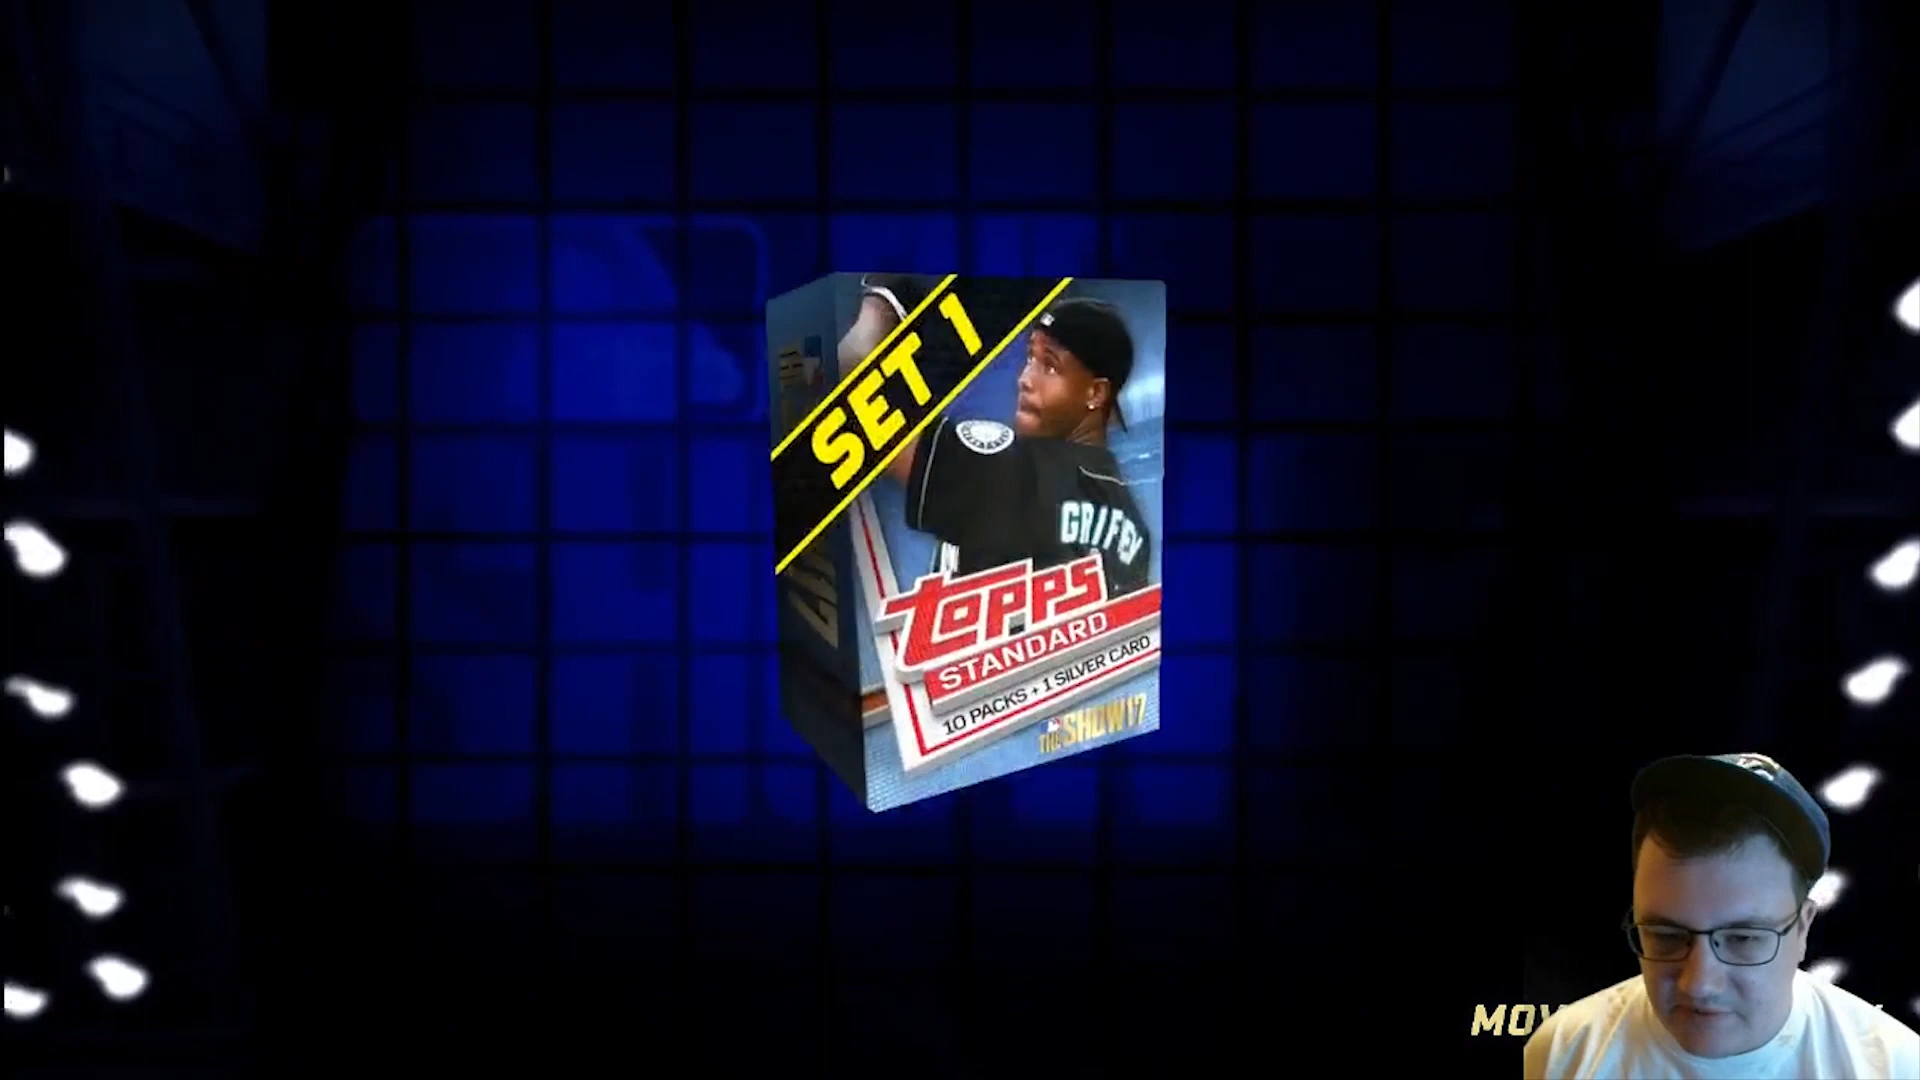 SET 1
GRIFFEY
TOPPS
STANDARD
10 PACKS + 1 SILVER CARD
THE SHOW 17